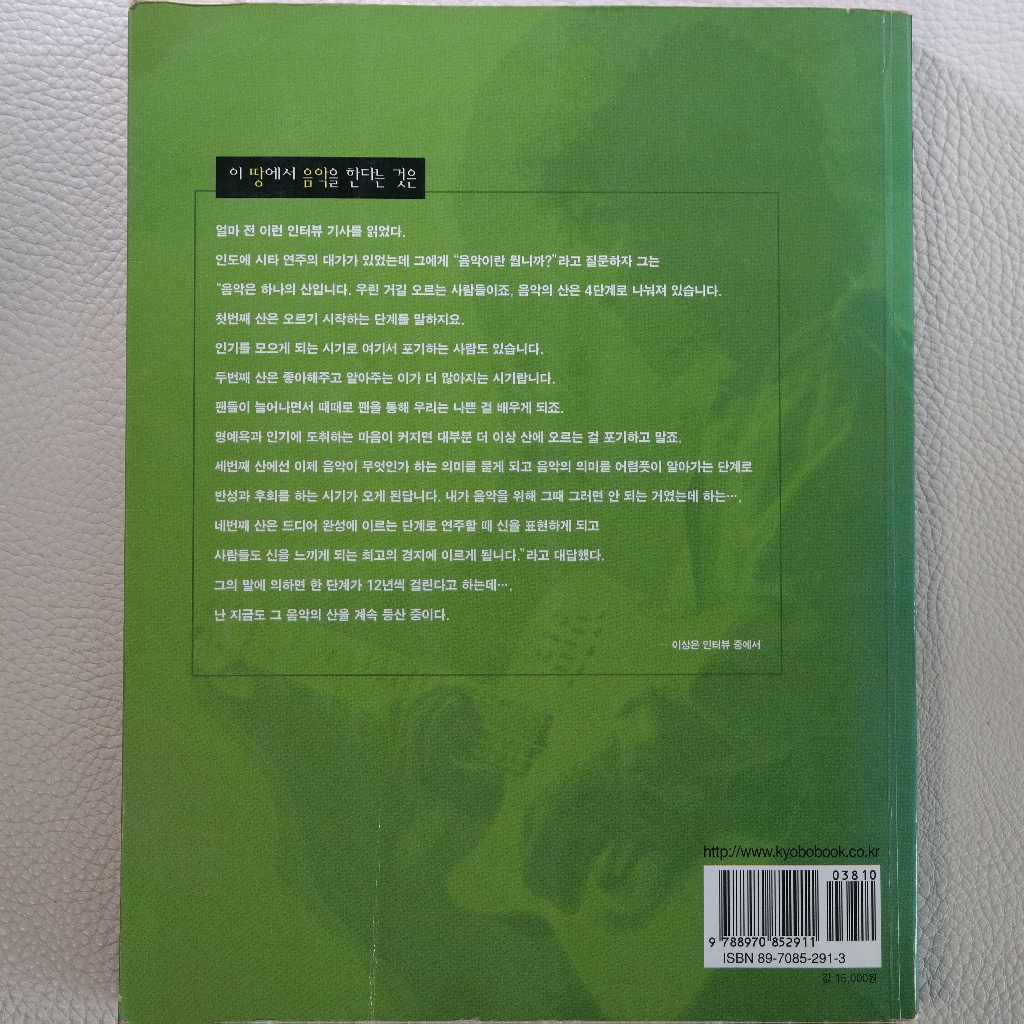 이 땅에서 음악을 한다는 것은
얼마 전 이런 인터뷰 기사를 읽었다.
인도에 시타 연주의 대가가 있었는데 그에게 "음악이란 뭡니까?"라고 질문하자 그는
"음악은 하나의 산입니다. 우린 거길 오르는 사람들이죠. 음악의 산은 4단계로 나눠져 있습니다.
첫번째 산은 오르기 시작하는 단계를 말하지요.
인기를 모으게 되는 시기로 여기서 포기하는 사람도 있습니다.
두번째 산은 좋아해주고 알아주는 이가 더 많아지는 시기랍니다.
팬들이 늘어나면서 때때로 팬을 통해 우리는 나쁜 걸 배우게 되죠.
명예욕과 인기에 도취하는 마음이 커지면 대부분 더 이상 산에 오르는 걸 포기하고 말죠.
세번째 산에선 이제 음악이 무엇인가 하는 의미를 묻게 되고 음악의 의미를 어렴풋이 알아가는 단계로
반성과 후회를 하는 시기가 오게 된답니다. 내가 음악을 위해 그때 그러면 안 되는 거였는데 하는….
네번째 산은 드디어 완성에 이르는 단계로 연주할 때 신을 표현하게 되고
사람들도 신을 느끼게 되는 최고의 경지에 이르게 됩니다."라고 대답했다.
그의 말에 의하면 한 단계가 12년씩 걸린다고 하는데….
난 지금도 그 음악의 산을 계속 등산 중이다.
이상은 인터뷰 중에서
http://www.kyobobook.co.kr
03810
9 788970 852911
ISBN 89-7085-291-3
값 15,000원